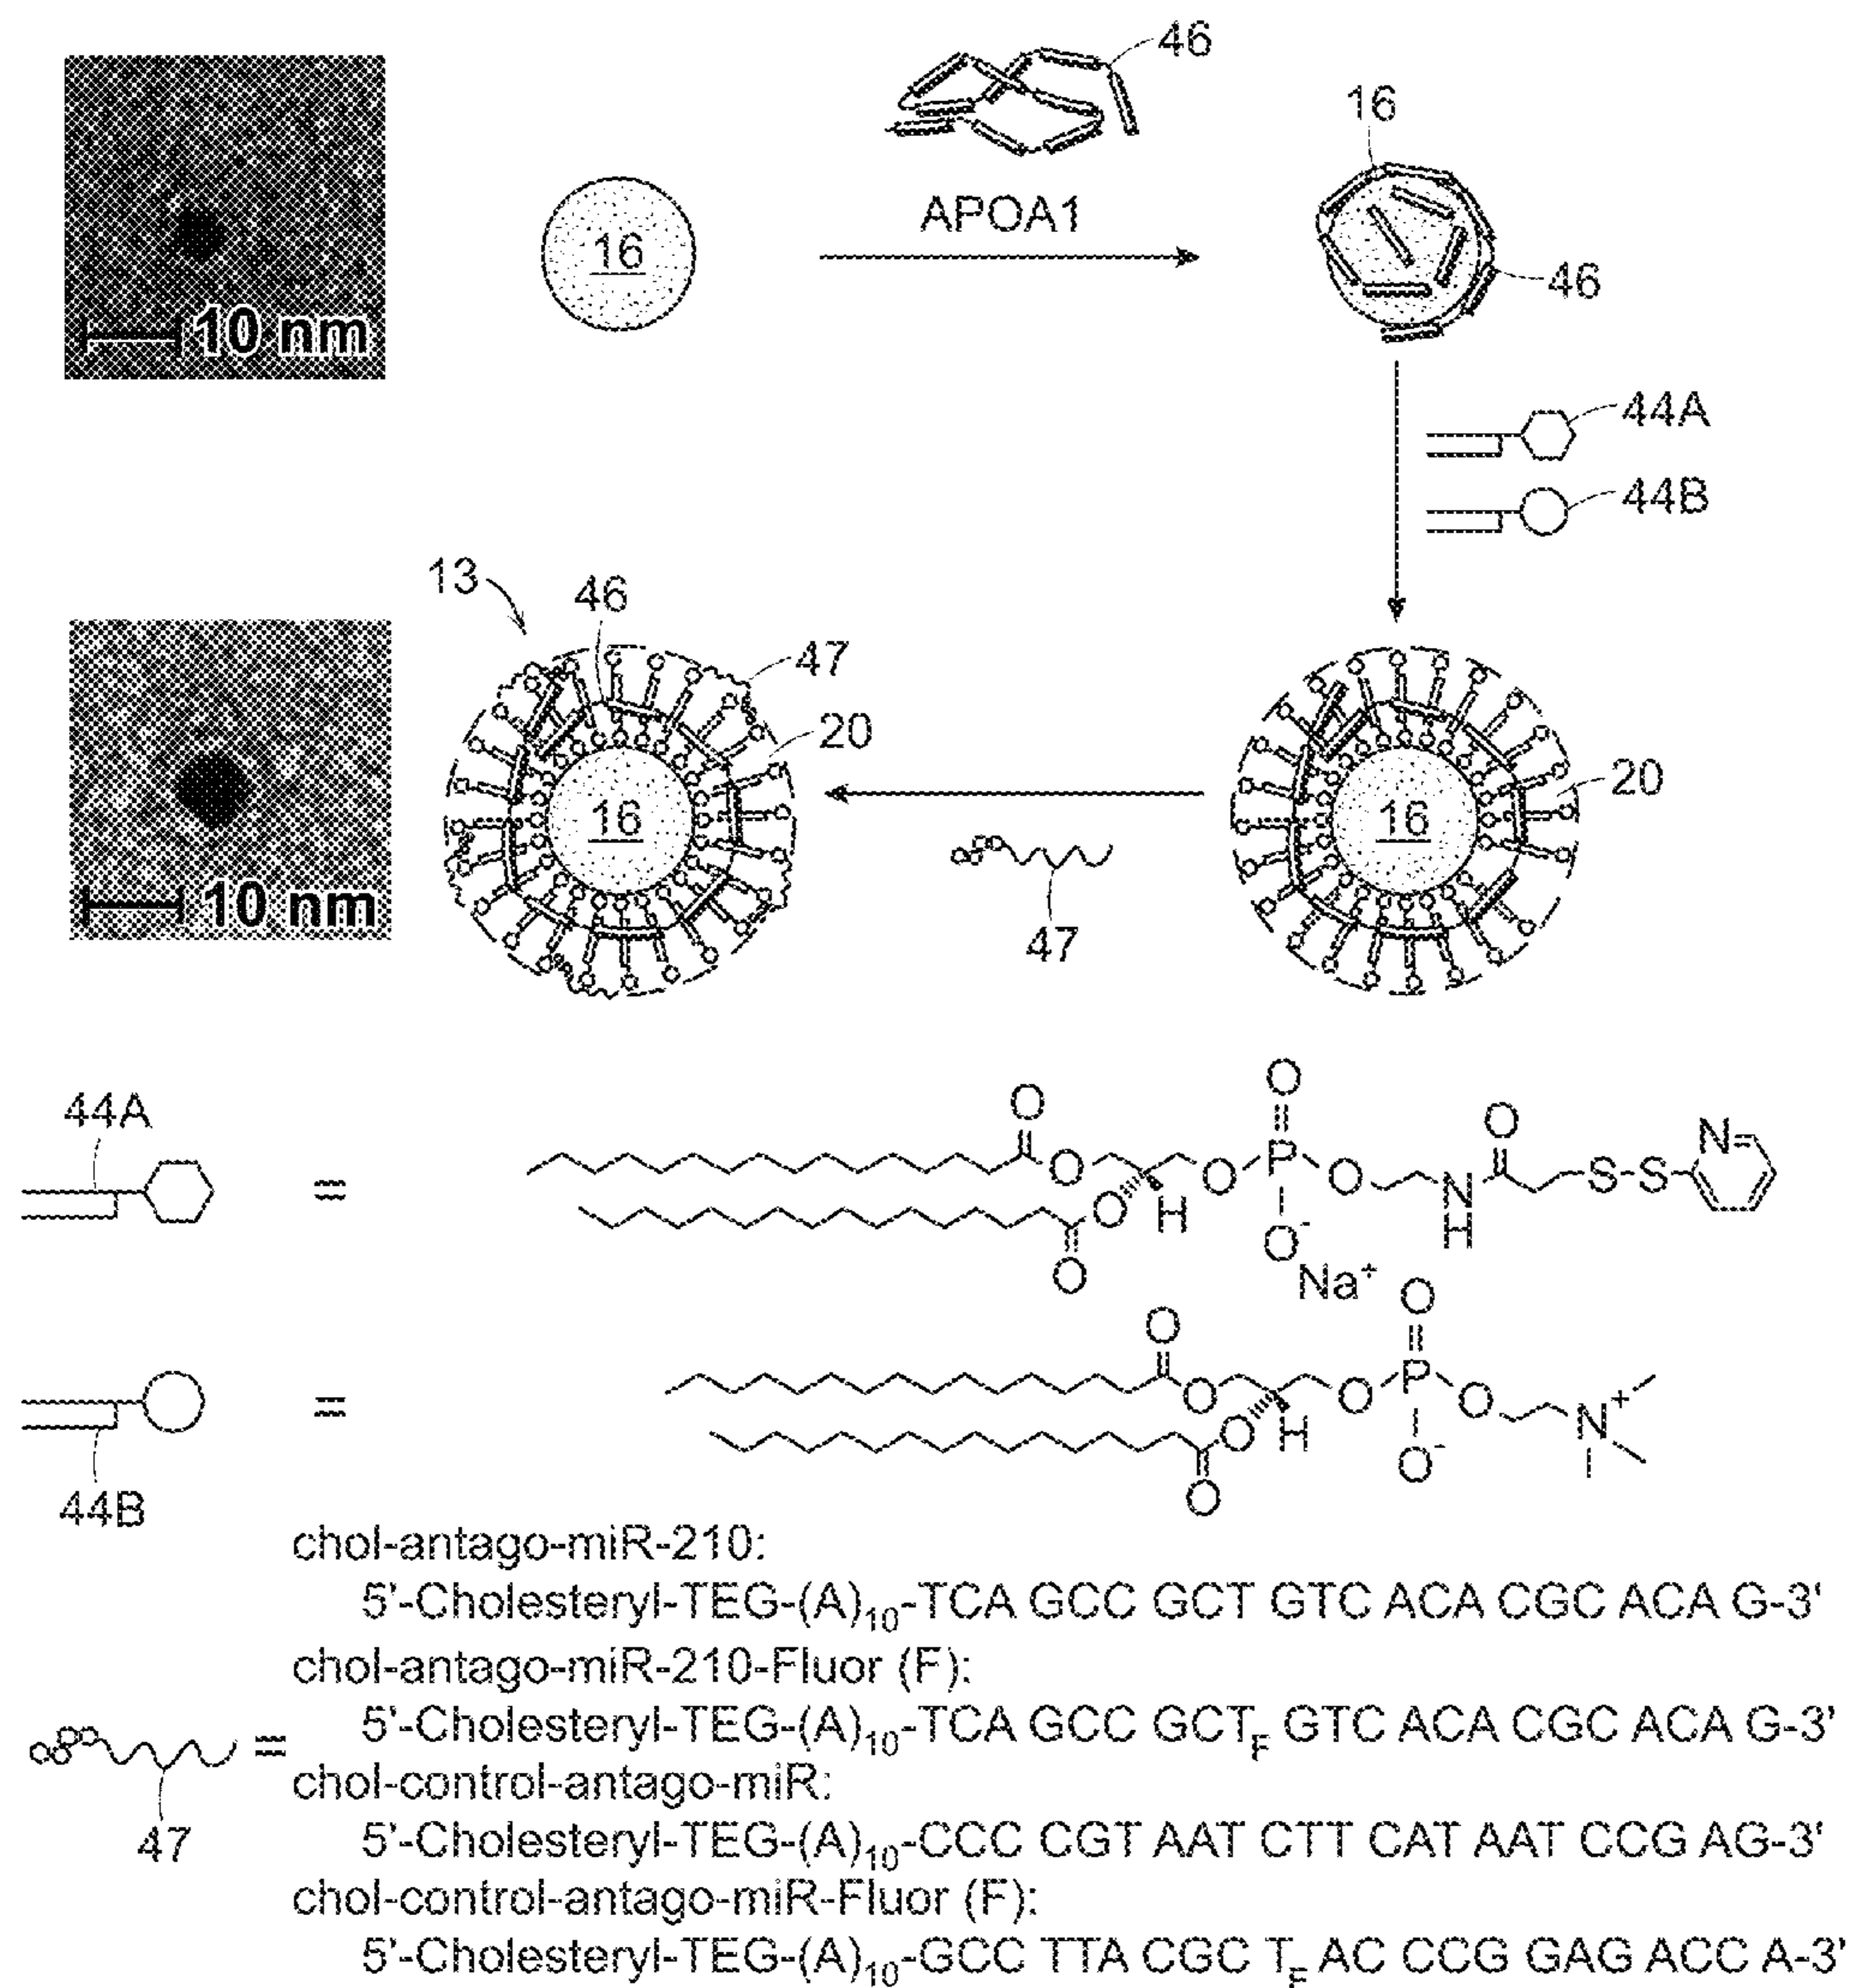 46
16
16
APOA1
46
10 nm
44A
44B
13
46
47
20
20
16
16
10 nm
47
44A
=
O
O
O
O
O
H
O
P
O
O-
Na+
O
N
H
O
S-S
N
44B
=
O
O
O
O
H
O
O
P
O-
O
N+
chol-antago-miR-210:
5'-Cholesteryl-TEG-(A)10-TCA GCC GCT GTC ACA CGC ACA G-3'
chol-antago-miR-210-Fluor (F):
5'-Cholesteryl-TEG-(A)10-TCA GCC GCTF GTC ACA CGC ACA G-3'
=
chol-control-antago-miR:
47
5'-Cholesteryl-TEG-(A)10-CCC CGT AAT CTT CAT AAT CCG AG-3'
chol-control-antago-miR-Fluor (F):
5'-Cholesteryl-TEG-(A)10-GCC TTA CGC TF AC CCG GAG ACC A-3'